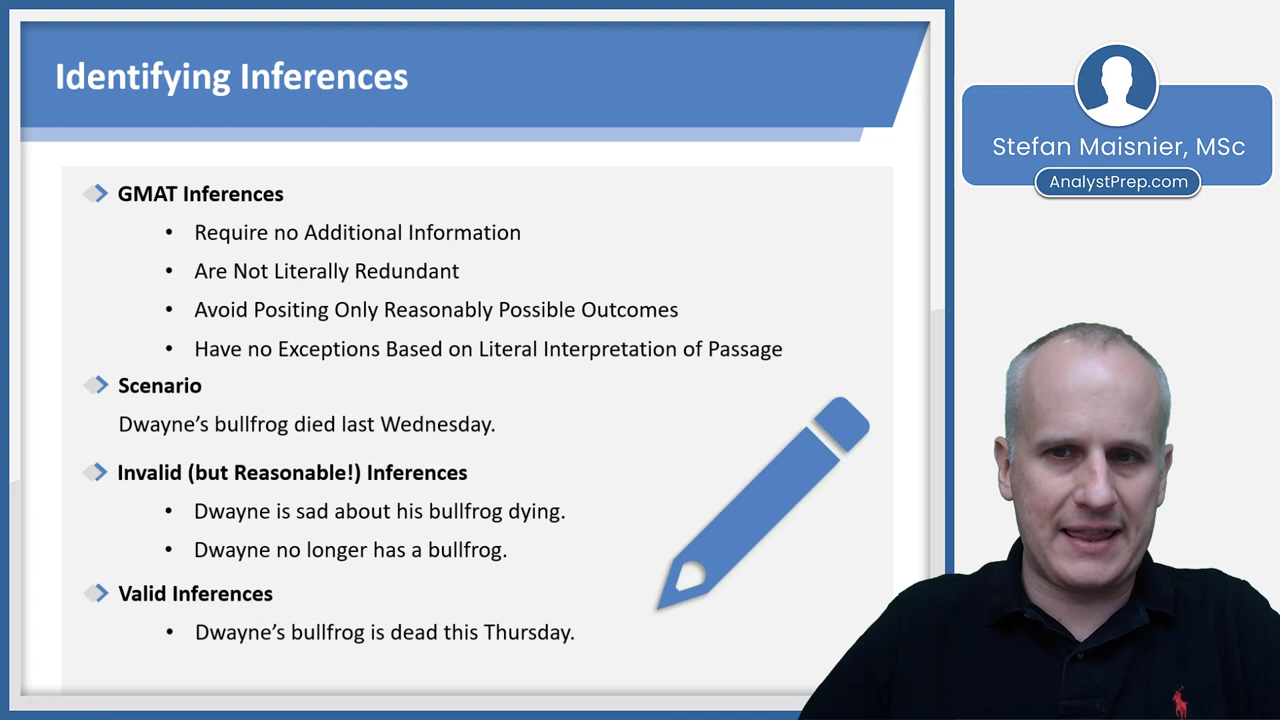 Identifying Inferences
GMAT Inferences
• Require no Additional Information
• Are Not Literally Redundant
• Avoid Positing Only Reasonably Possible Outcomes
• Have no Exceptions Based on Literal Interpretation of Passage
Scenario
Dwayne’s bullfrog died last Wednesday.
Invalid (but Reasonable!) Inferences
• Dwayne is sad about his bullfrog dying.
• Dwayne no longer has a bullfrog.
Valid Inferences
• Dwayne’s bullfrog is dead this Thursday.
Stefan Maisnier, MSc
AnalystPrep.com